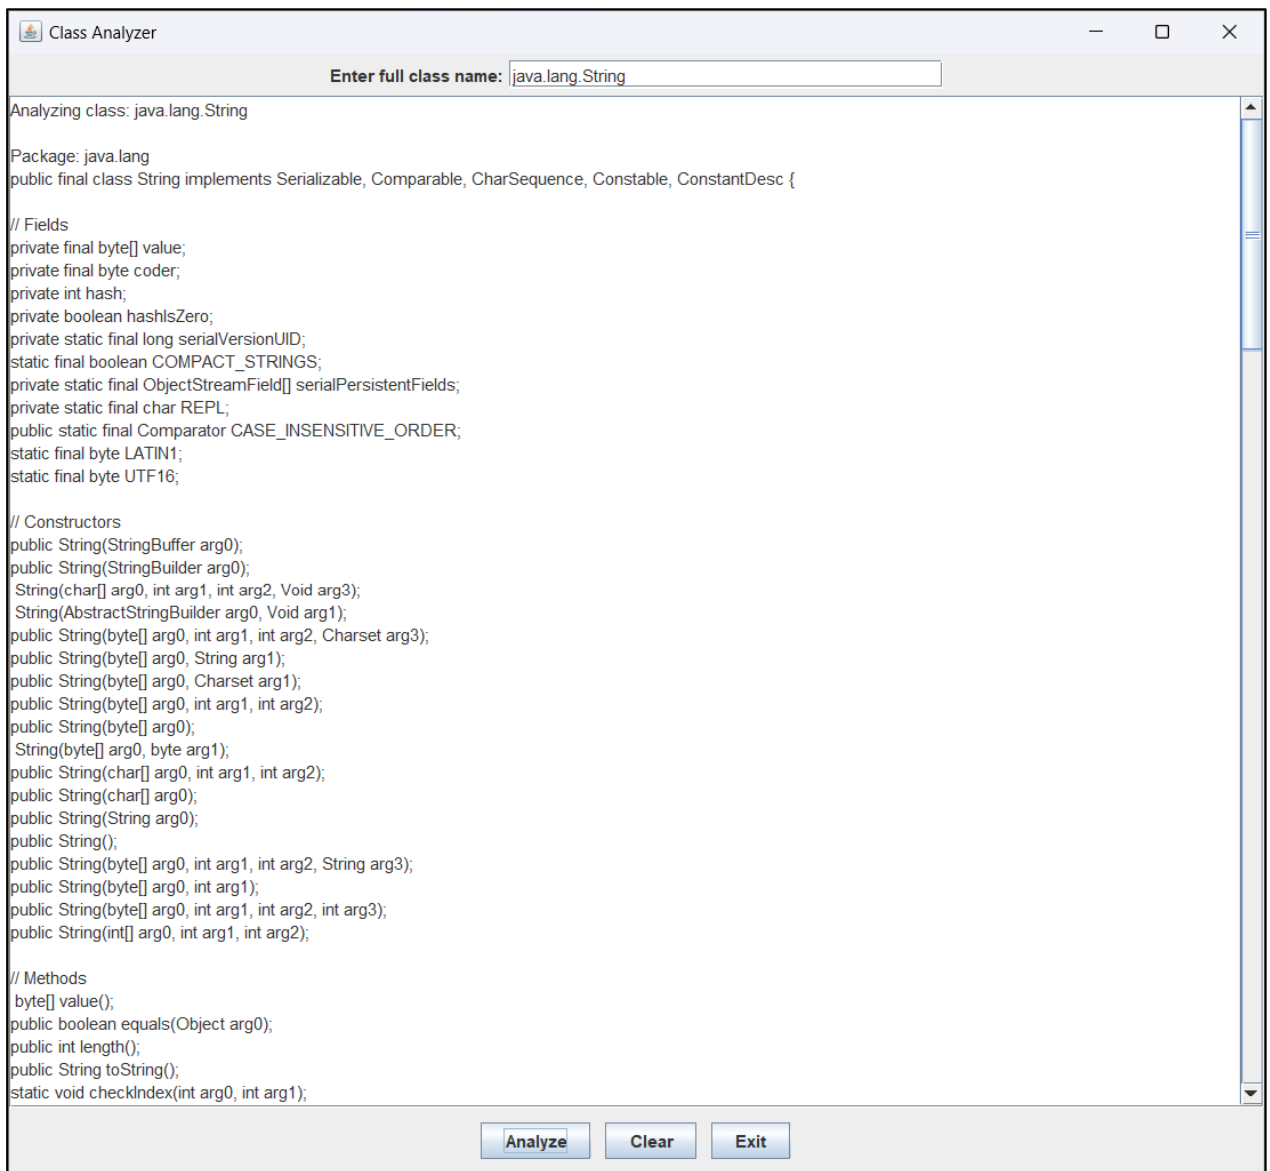 Class Analyzer
Enter full class name: java.lang.String
Analyzing class: java.lang.String
Package: java.lang
public final class String implements Serializable, Comparable, CharSequence, Constable, ConstantDesc {
// Fields
private final byte[] value;
private final byte coder;
private int hash;
private boolean hashIsZero;
private static final long serialVersionUID;
static final boolean COMPACT_STRINGS;
private static final ObjectStreamField[] serialPersistentFields;
private static final char REPL;
public static final Comparator CASE_INSENSITIVE_ORDER;
static final byte LATIN1;
static final byte UTF16;
// Constructors
public String(StringBuffer arg0);
public String(StringBuilder arg0);
String(char[] arg0, int arg1, int arg2, Void arg3);
String(AbstractStringBuilder arg0, Void arg1);
public String(byte[] arg0, int arg1, int arg2, Charset arg3);
public String(byte[] arg0, String arg1);
public String(byte[] arg0, Charset arg1);
public String(byte[] arg0, int arg1, int arg2);
public String(byte[] arg0);
String(byte[] arg0, byte arg1);
public String(char[] arg0, int arg1, int arg2);
public String(char[] arg0);
public String(String arg0);
public String();
public String(byte[] arg0, int arg1, int arg2, String arg3);
public String(byte[] arg0, int arg1);
public String(byte[] arg0, int arg1, int arg2, int arg3);
public String(int[] arg0, int arg1, int arg2);
// Methods
byte[] value();
public boolean equals(Object arg0);
public int length();
public String toString();
static void checkIndex(int arg0, int arg1);
Analyze Clear Exit